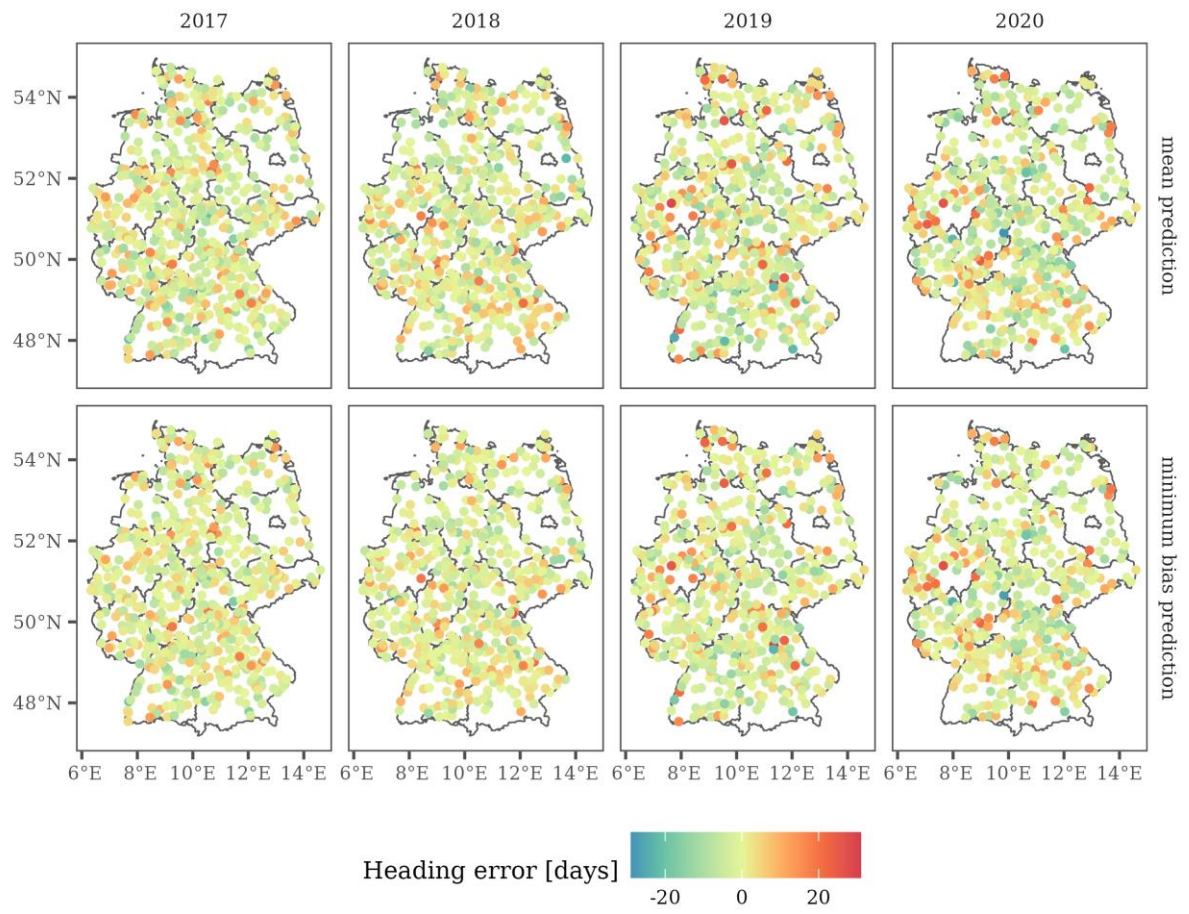 2017 2018 2019 2020
54°N
52°N
50°N
48°N
mean prediction
54°N
52°N
50°N
48°N
minimum bias prediction
6°E 8°E 10°E 12°E 14°E 6°E 8°E 10°E 12°E 14°E 6°E 8°E 10°E 12°E 14°E 6°E 8°E 10°E 12°E 14°E
Heading error [days]
-20 0 20